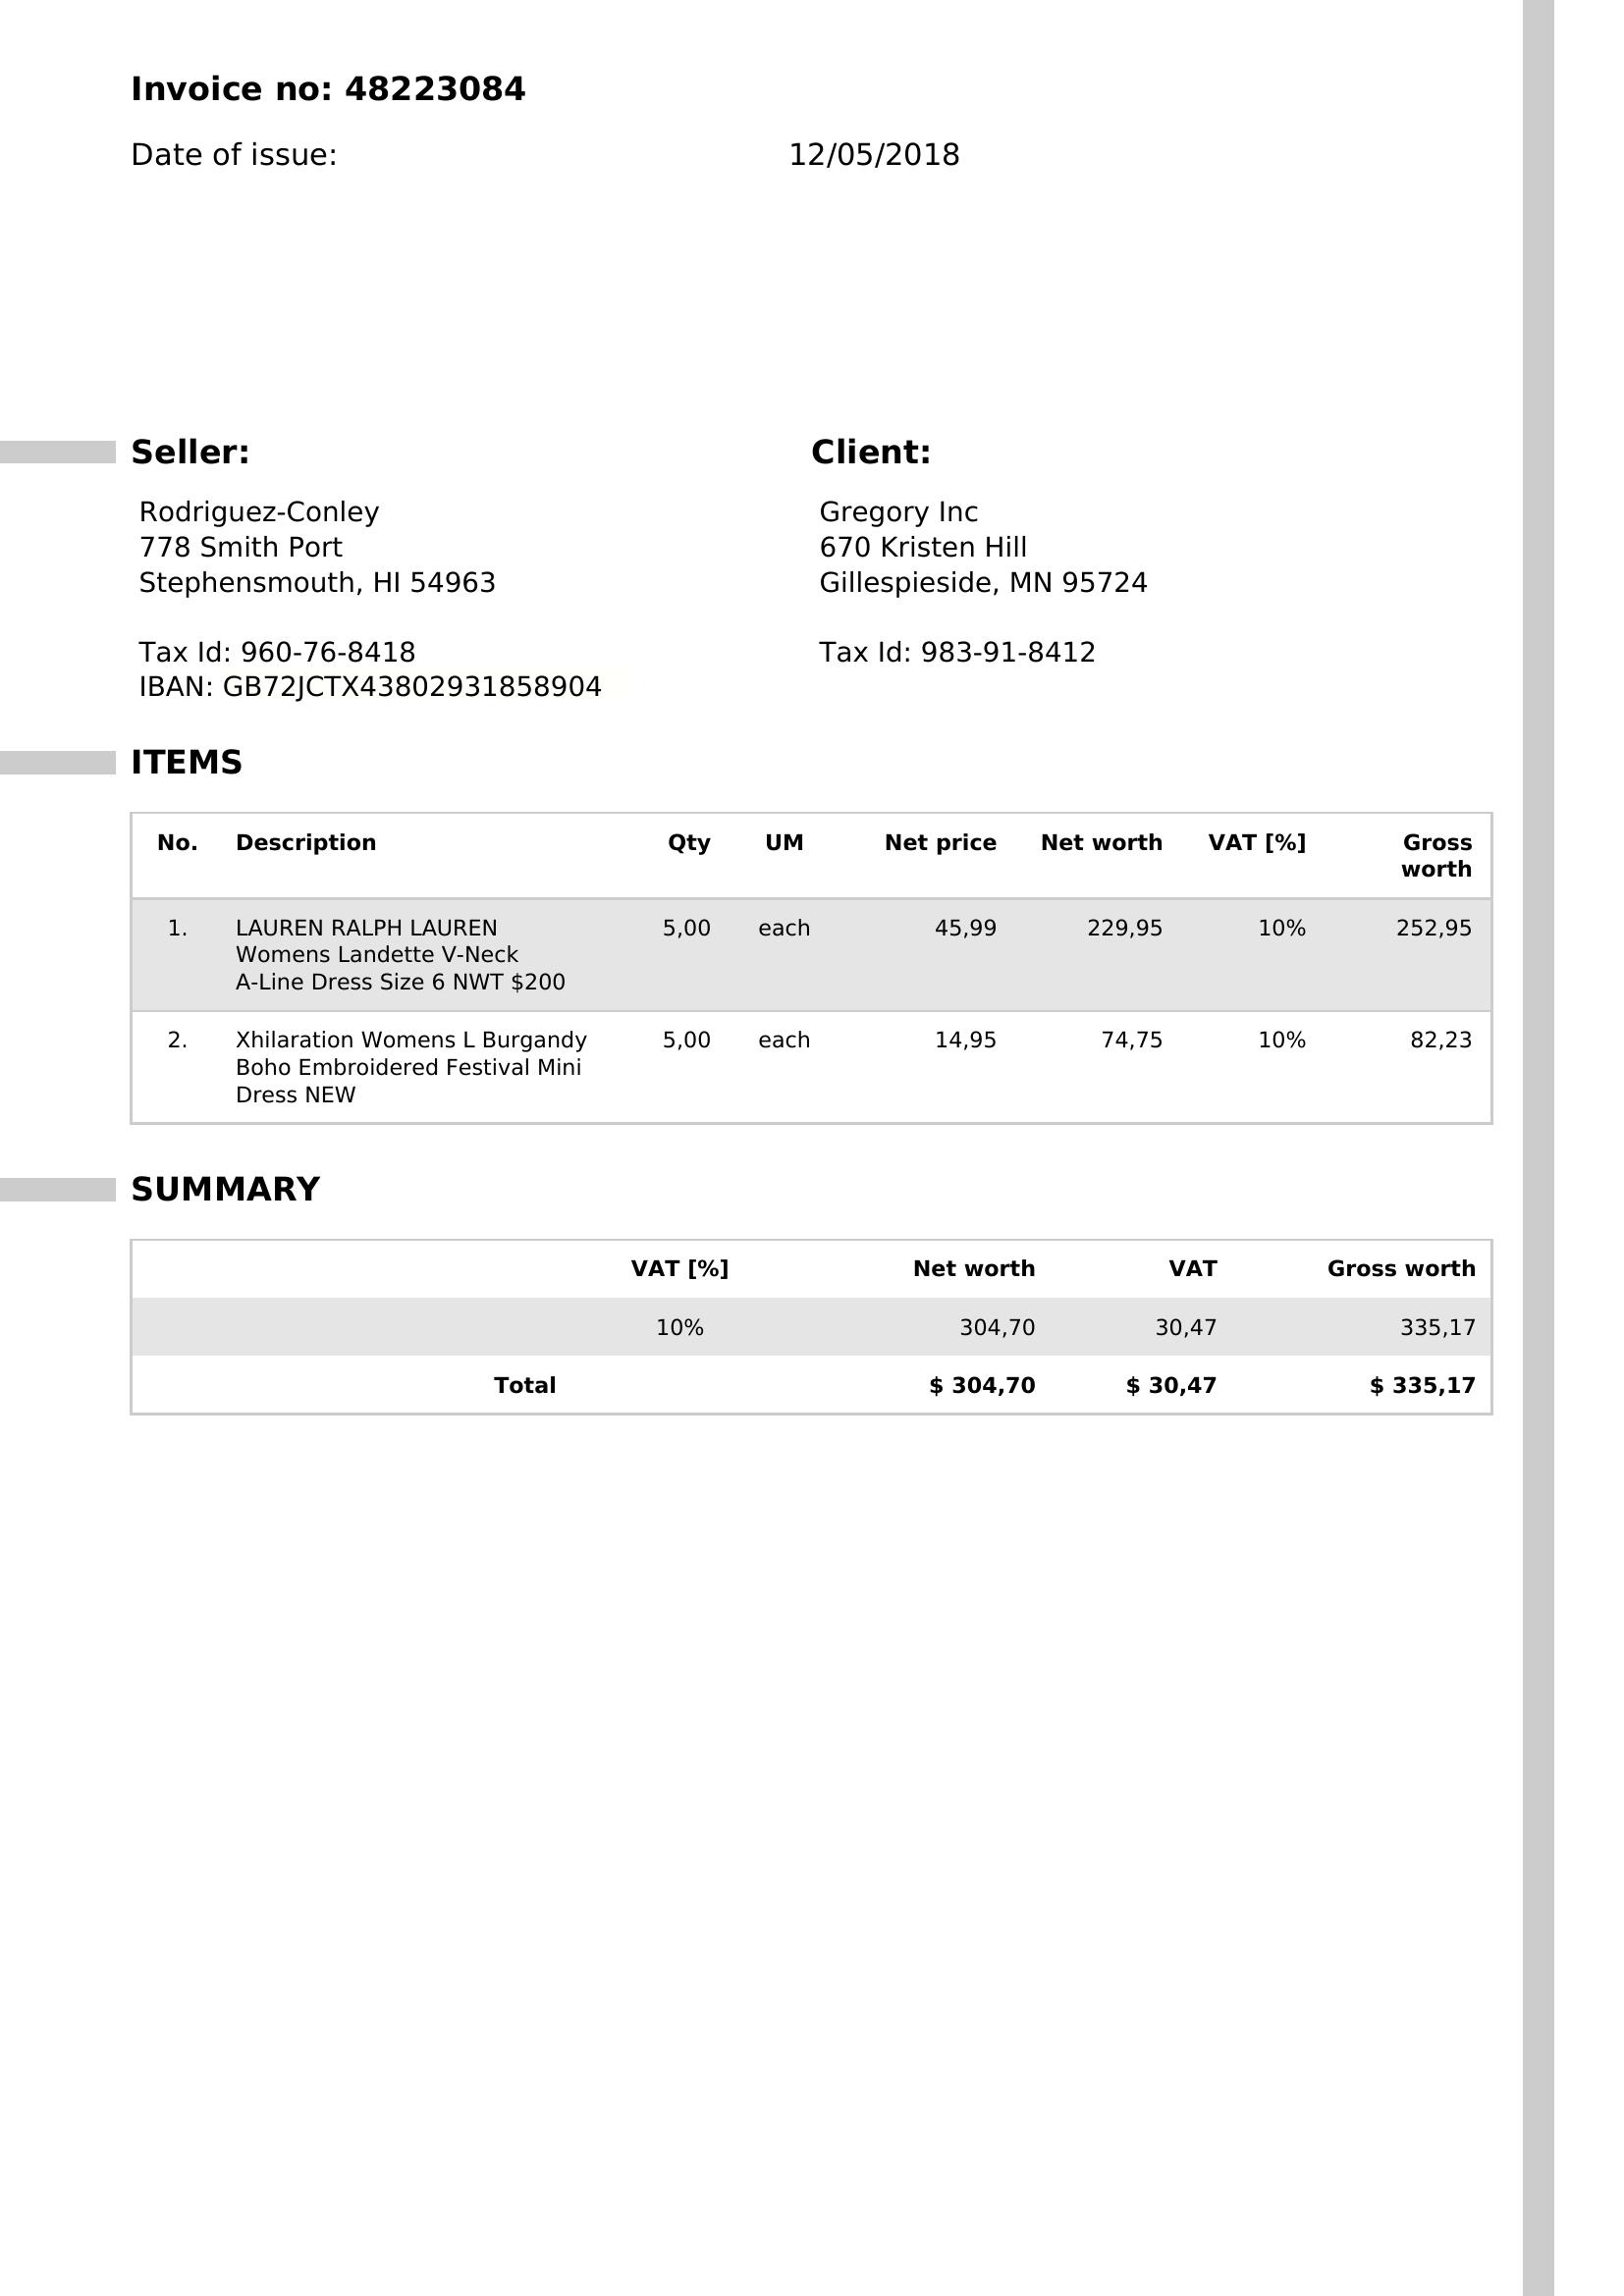 Invoice no: 48223084
Date of issue: 12/05/2018
Seller:
Rodriguez-Conley
778 Smith Port
Stephensmouth, HI 54963
Tax Id: 960-76-8418
IBAN: GB72JCTX43802931858904
Client:
Gregory Inc
670 Kristen Hill
Gillespieside, MN 95724
Tax Id: 983-91-8412
ITEMS
No. Description Qty UM Net price Net worth VAT [%] Gross
worth
1. LAUREN RALPH LAUREN 5,00 each 45,99 229,95 10% 252,95
Womens Landette V-Neck
A-Line Dress Size 6 NWT $200
2. Xhilaration Womens L Burgandy 5,00 each 14,95 74,75 10% 82,23
Boho Embroidered Festival Mini
Dress NEW
SUMMARY
VAT [%] Net worth VAT Gross worth
10% 304,70 30,47 335,17
Total $ 304,70 $ 30,47 $ 335,17